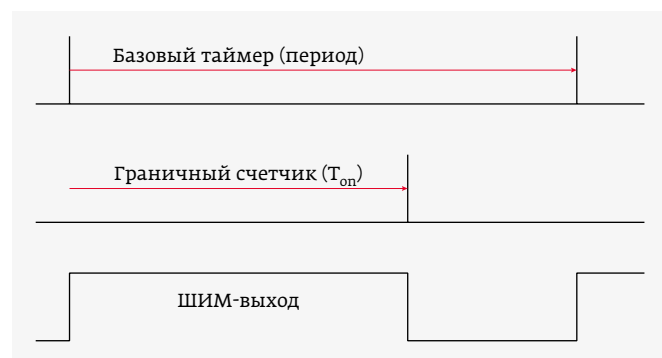 Базовый таймер (период)
Граничный счетчик (Ton)
ШИМ-выход